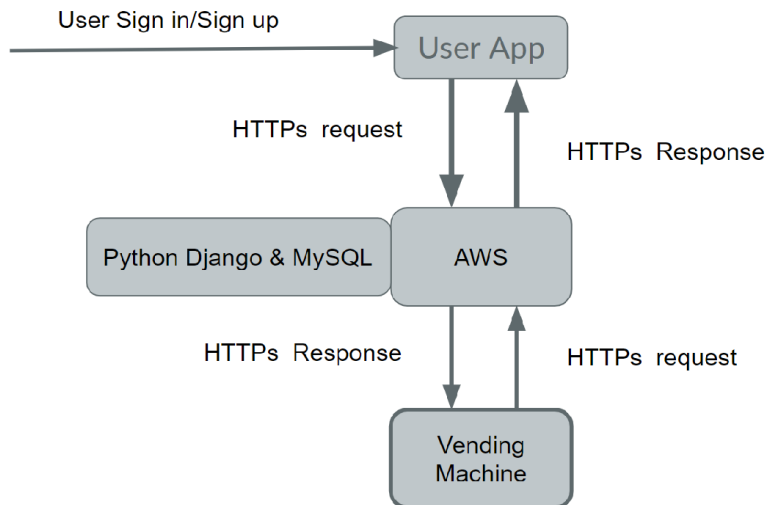 User Sign in/Sign up
User App
HTTPs request
HTTPs Response
Python Django & MySQL
AWS
HTTPs Response
HTTPs request
Vending
Machine